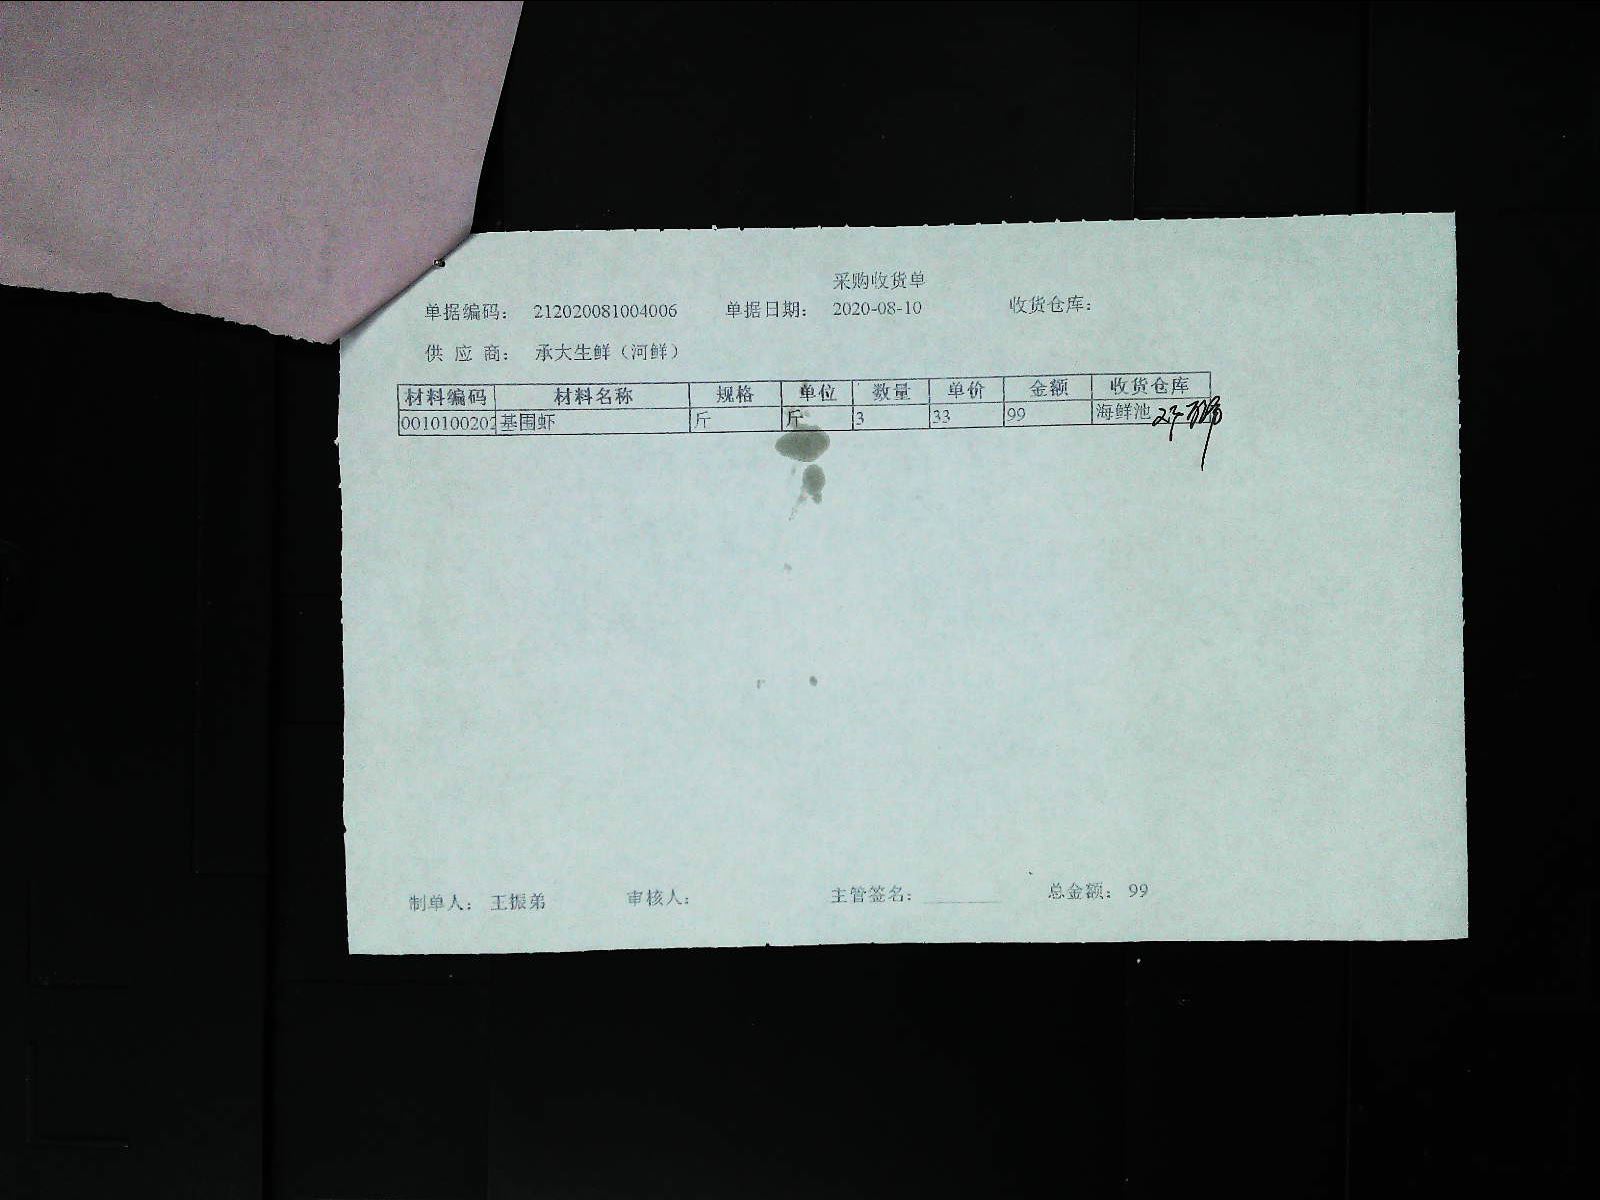 采购收货单
单据编码： 212020081004006 单据日期： 2020-08-10 收货仓库：
供 应 商： 承大生鲜（河鲜）
材料编码 材料名称 规格 单位 数量 单价 金额 收货仓库
0010100202 基围虾 斤 斤 3 33 99 海鲜池
制单人： 王振弟 审核人： 主管签名： 总金额： 99